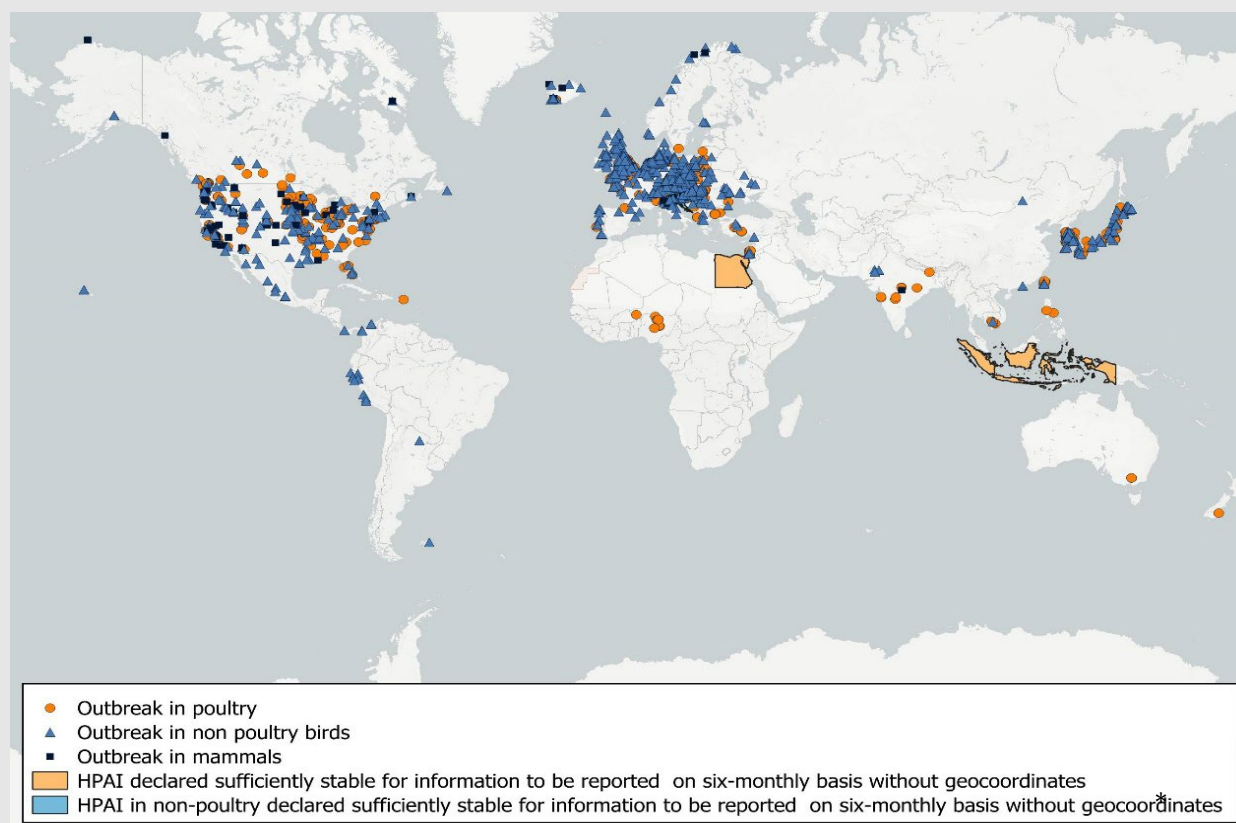 Outbreak in poultry
Outbreak in non poultry birds
Outbreak in mammals
HPAI declared sufficiently stable for information to be reported on six-monthly basis without geocoordinates
HPAI in non-poultry declared sufficiently stable for information to be reported on six-monthly basis without geocoordinates
*